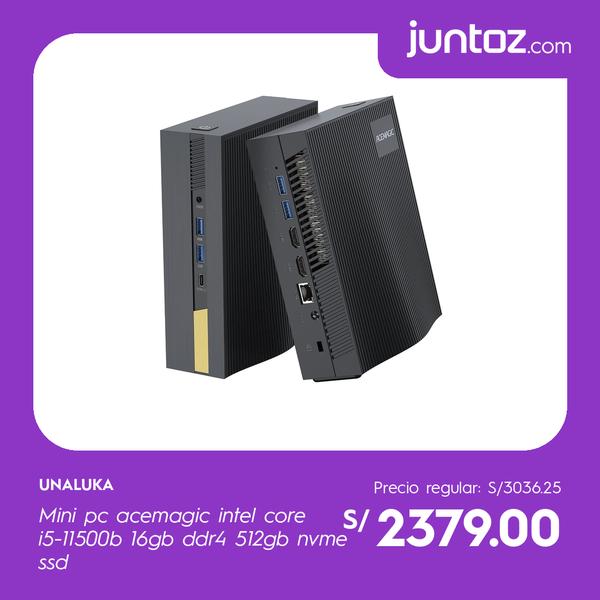 juntoz.com
ACEMAGIC
UNALUKA
Mini pc acemagic intel core
i5-11500b 16gb ddr4 512gb nvme
ssd
Precio regular: S/3036.25
S/ 2379.00